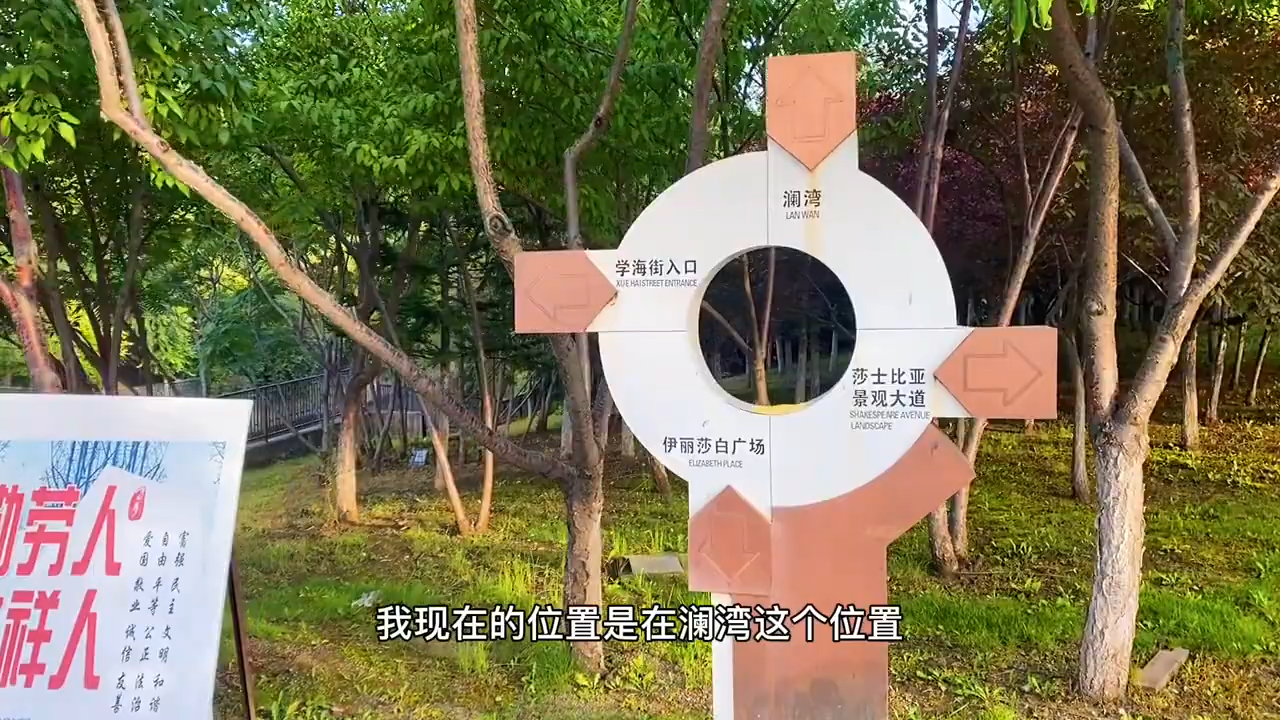 澜湾
LAN WAN
学海街入口
XUE HAI STREET ENTRANCE
莎士比亚
景观大道
SHAKESPEARE AVENUE
LANDSCAPE
伊丽莎白广场
ELIZABETH PLACE
劳人
祥人
富强 民主 文明 和谐
自由 平等 公正 法治
爱国 敬业 诚信 友善
我现在的位置是在澜湾这个位置